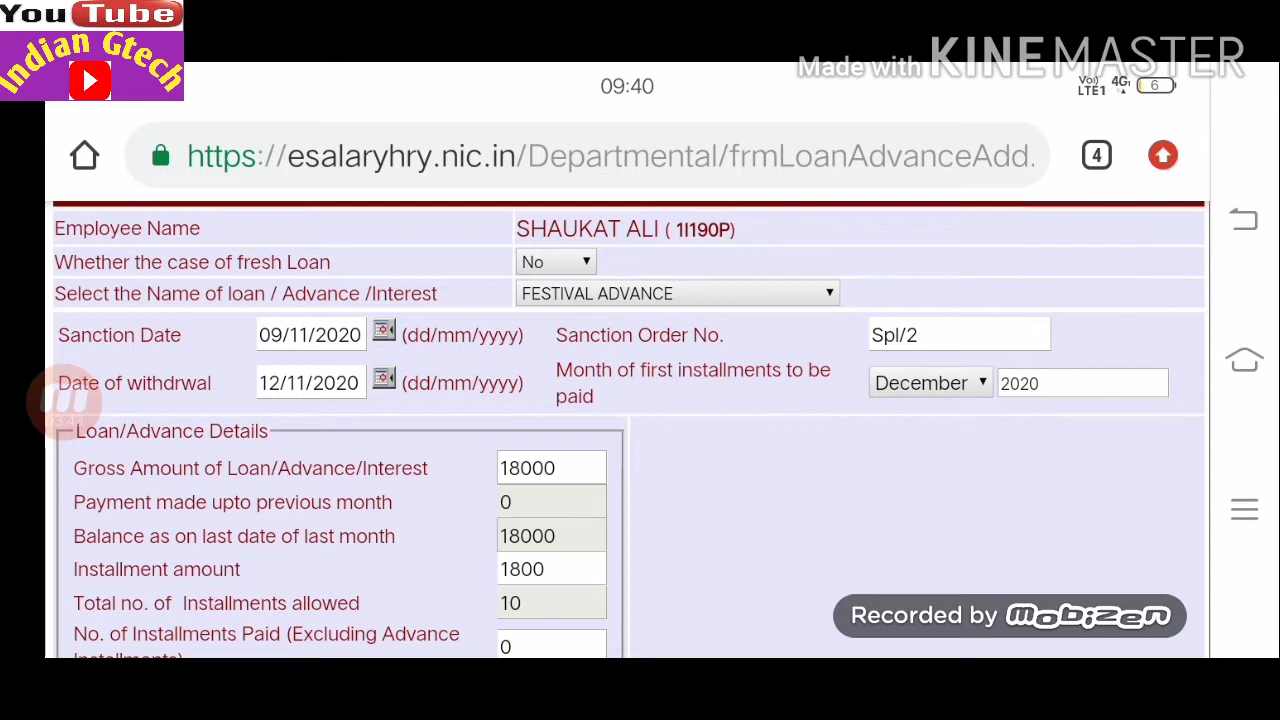 You Tube
Indian Gtech
Made with KINEMASTER
09:40
Vo)) LTE1 4G 6
https://esalaryhry.nic.in/Departmental/frmLoanAdvanceAdd.
4
Employee Name SHAUKAT ALI ( 1I190P)
Whether the case of fresh Loan No
Select the Name of loan / Advance /Interest FESTIVAL ADVANCE
Sanction Date 09/11/2020 (dd/mm/yyyy) Sanction Order No. Spl/2
Date of withdrwal 12/11/2020 (dd/mm/yyyy) Month of first installments to be paid December 2020
Loan/Advance Details
Gross Amount of Loan/Advance/Interest 18000
Payment made upto previous month 0
Balance as on last date of last month 18000
Installment amount 1800
Total no. of Installments allowed 10
No. of Installments Paid (Excluding Advance 0
Recorded by mobizen